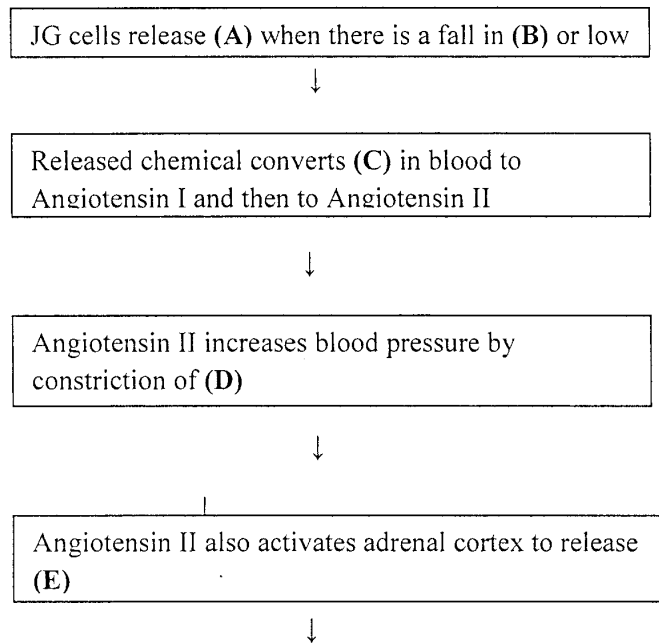 JG cells release (A) when there is a fall in (B) or low
↓
Released chemical converts (C) in blood to
Angiotensin I and then to Angiotensin II
↓
Angiotensin II increases blood pressure by
constriction of (D)
↓
Angiotensin II also activates adrenal cortex to release
(E)
↓